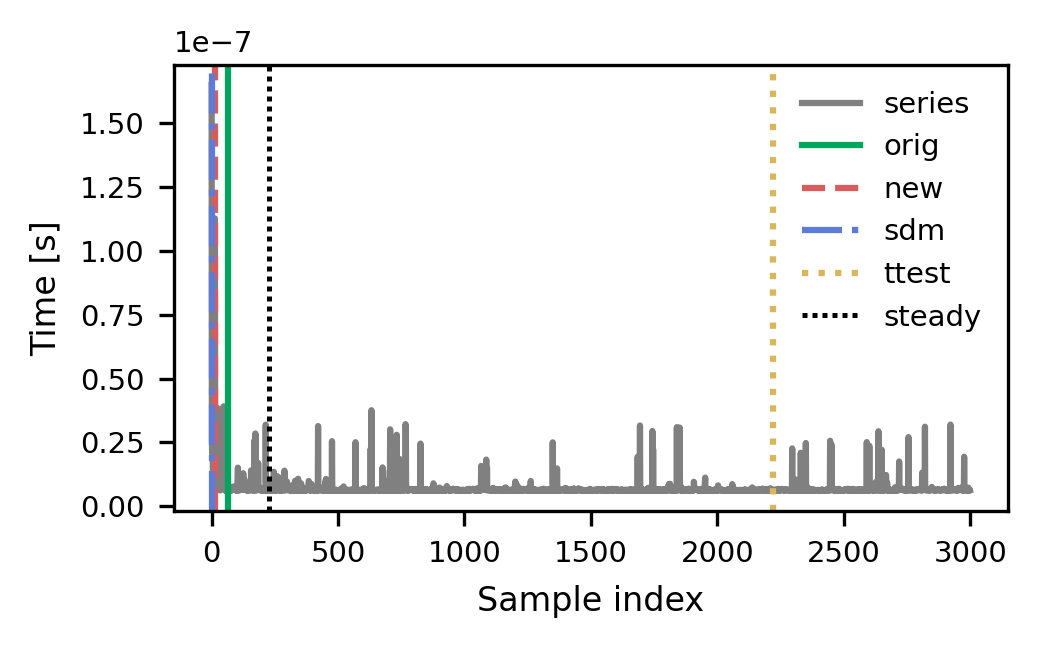 1e−7
1.50
1.25
1.00
0.75
0.50
0.25
0.00
Time [s]
series
orig
new
sdm
ttest
steady
0 500 1000 1500 2000 2500 3000
Sample index